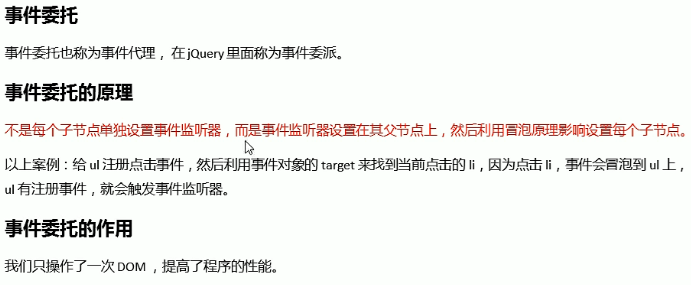 事件委托
事件委托也称为事件代理， 在 jQuery 里面称为事件委派。
事件委托的原理
不是每个子节点单独设置事件监听器，而是事件监听器设置在其父节点上，然后利用冒泡原理影响设置每个子节点。
以上案例：给 ul 注册点击事件，然后利用事件对象的 target 来找到当前点击的 li，因为点击 li，事件会冒泡到 ul 上，
ul 有注册事件，就会触发事件监听器。
事件委托的作用
我们只操作了一次 DOM ，提高了程序的性能。